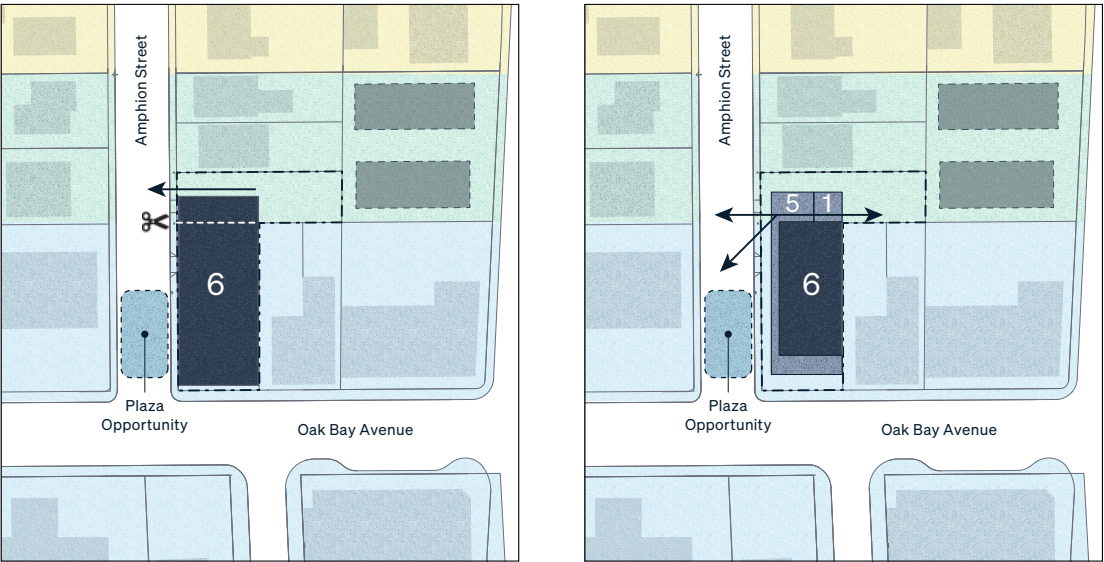 Amphion Street
6
Plaza
Opportunity
Oak Bay Avenue
Amphion Street
5
1
6
Plaza
Opportunity
Oak Bay Avenue